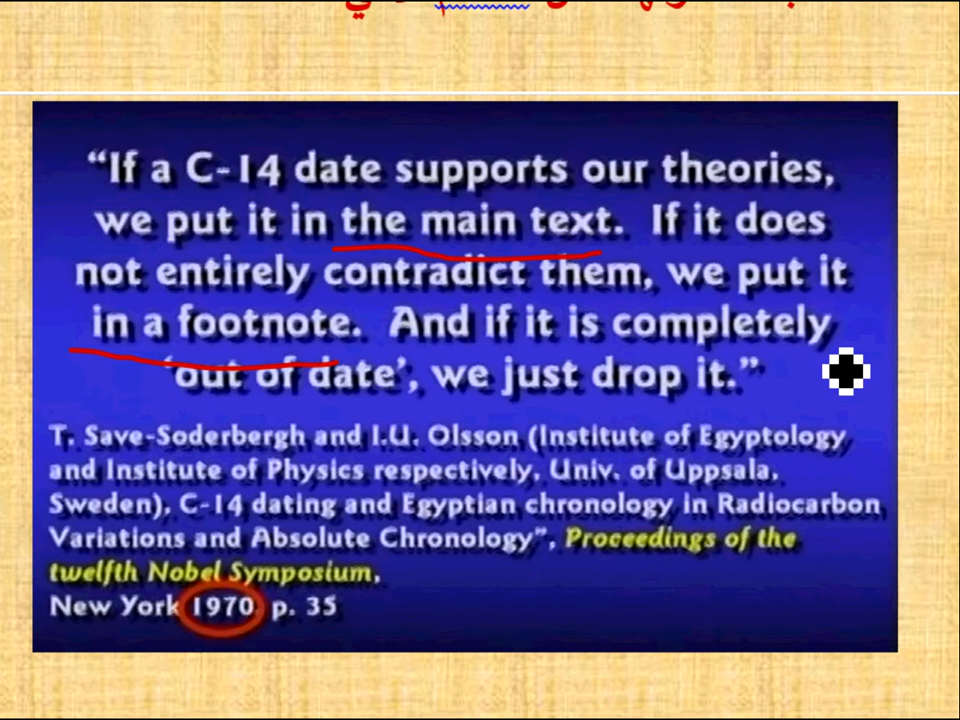 “If a C-14 date supports our theories,
we put it in the main text. If it does
not entirely contradict them, we put it
in a footnote. And if it is completely
‘out of date’, we just drop it.”
T. Save-Soderbergh and I.U. Olsson (Institute of Egyptology
and Institute of Physics respectively, Univ. of Uppsala,
Sweden), C-14 dating and Egyptian chronology in Radiocarbon
Variations and Absolute Chronology”, Proceedings of the
twelfth Nobel Symposium,
New York 1970, p. 35